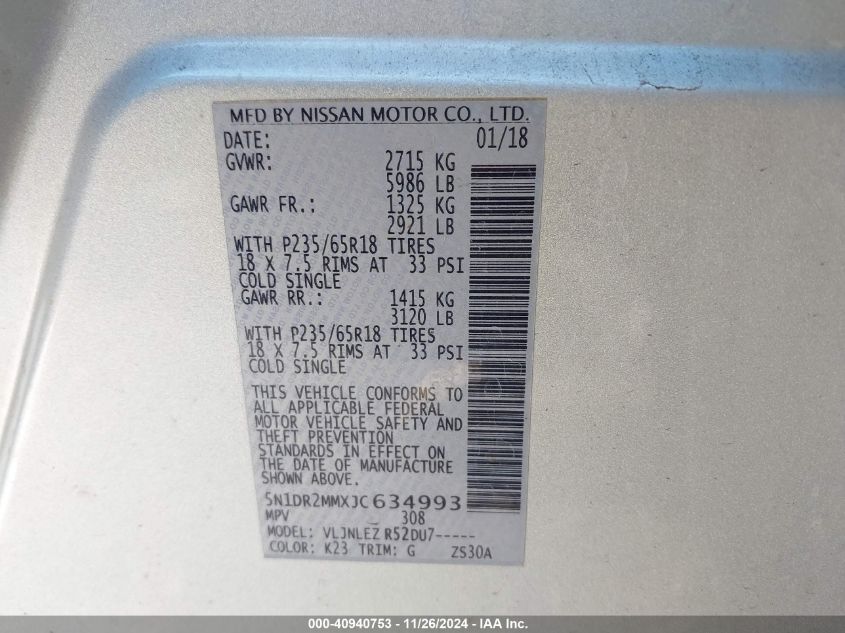 MFD BY NISSAN MOTOR CO., LTD.
DATE: 01/18
GVWR: 2715 KG
5986 LB
GAWR FR.: 1325 KG
2921 LB
WITH P235/65R18 TIRES
18 X 7.5 RIMS AT 33 PSI
COLD SINGLE
GAWR RR.: 1415 KG
3120 LB
WITH P235/65R18 TIRES
18 X 7.5 RIMS AT 33 PSI
COLD SINGLE
THIS VEHICLE CONFORMS TO
ALL APPLICABLE FEDERAL
MOTOR VEHICLE SAFETY AND
THEFT PREVENTION
STANDARDS IN EFFECT ON
THE DATE OF MANUFACTURE
SHOWN ABOVE.
5N1DR2MMXJC634993
MPV 308
MODEL: VLJNLEZ R52DU7-----
COLOR: K23 TRIM: G ZS30A
000-40940753 - 11/26/2024 - IAA Inc.